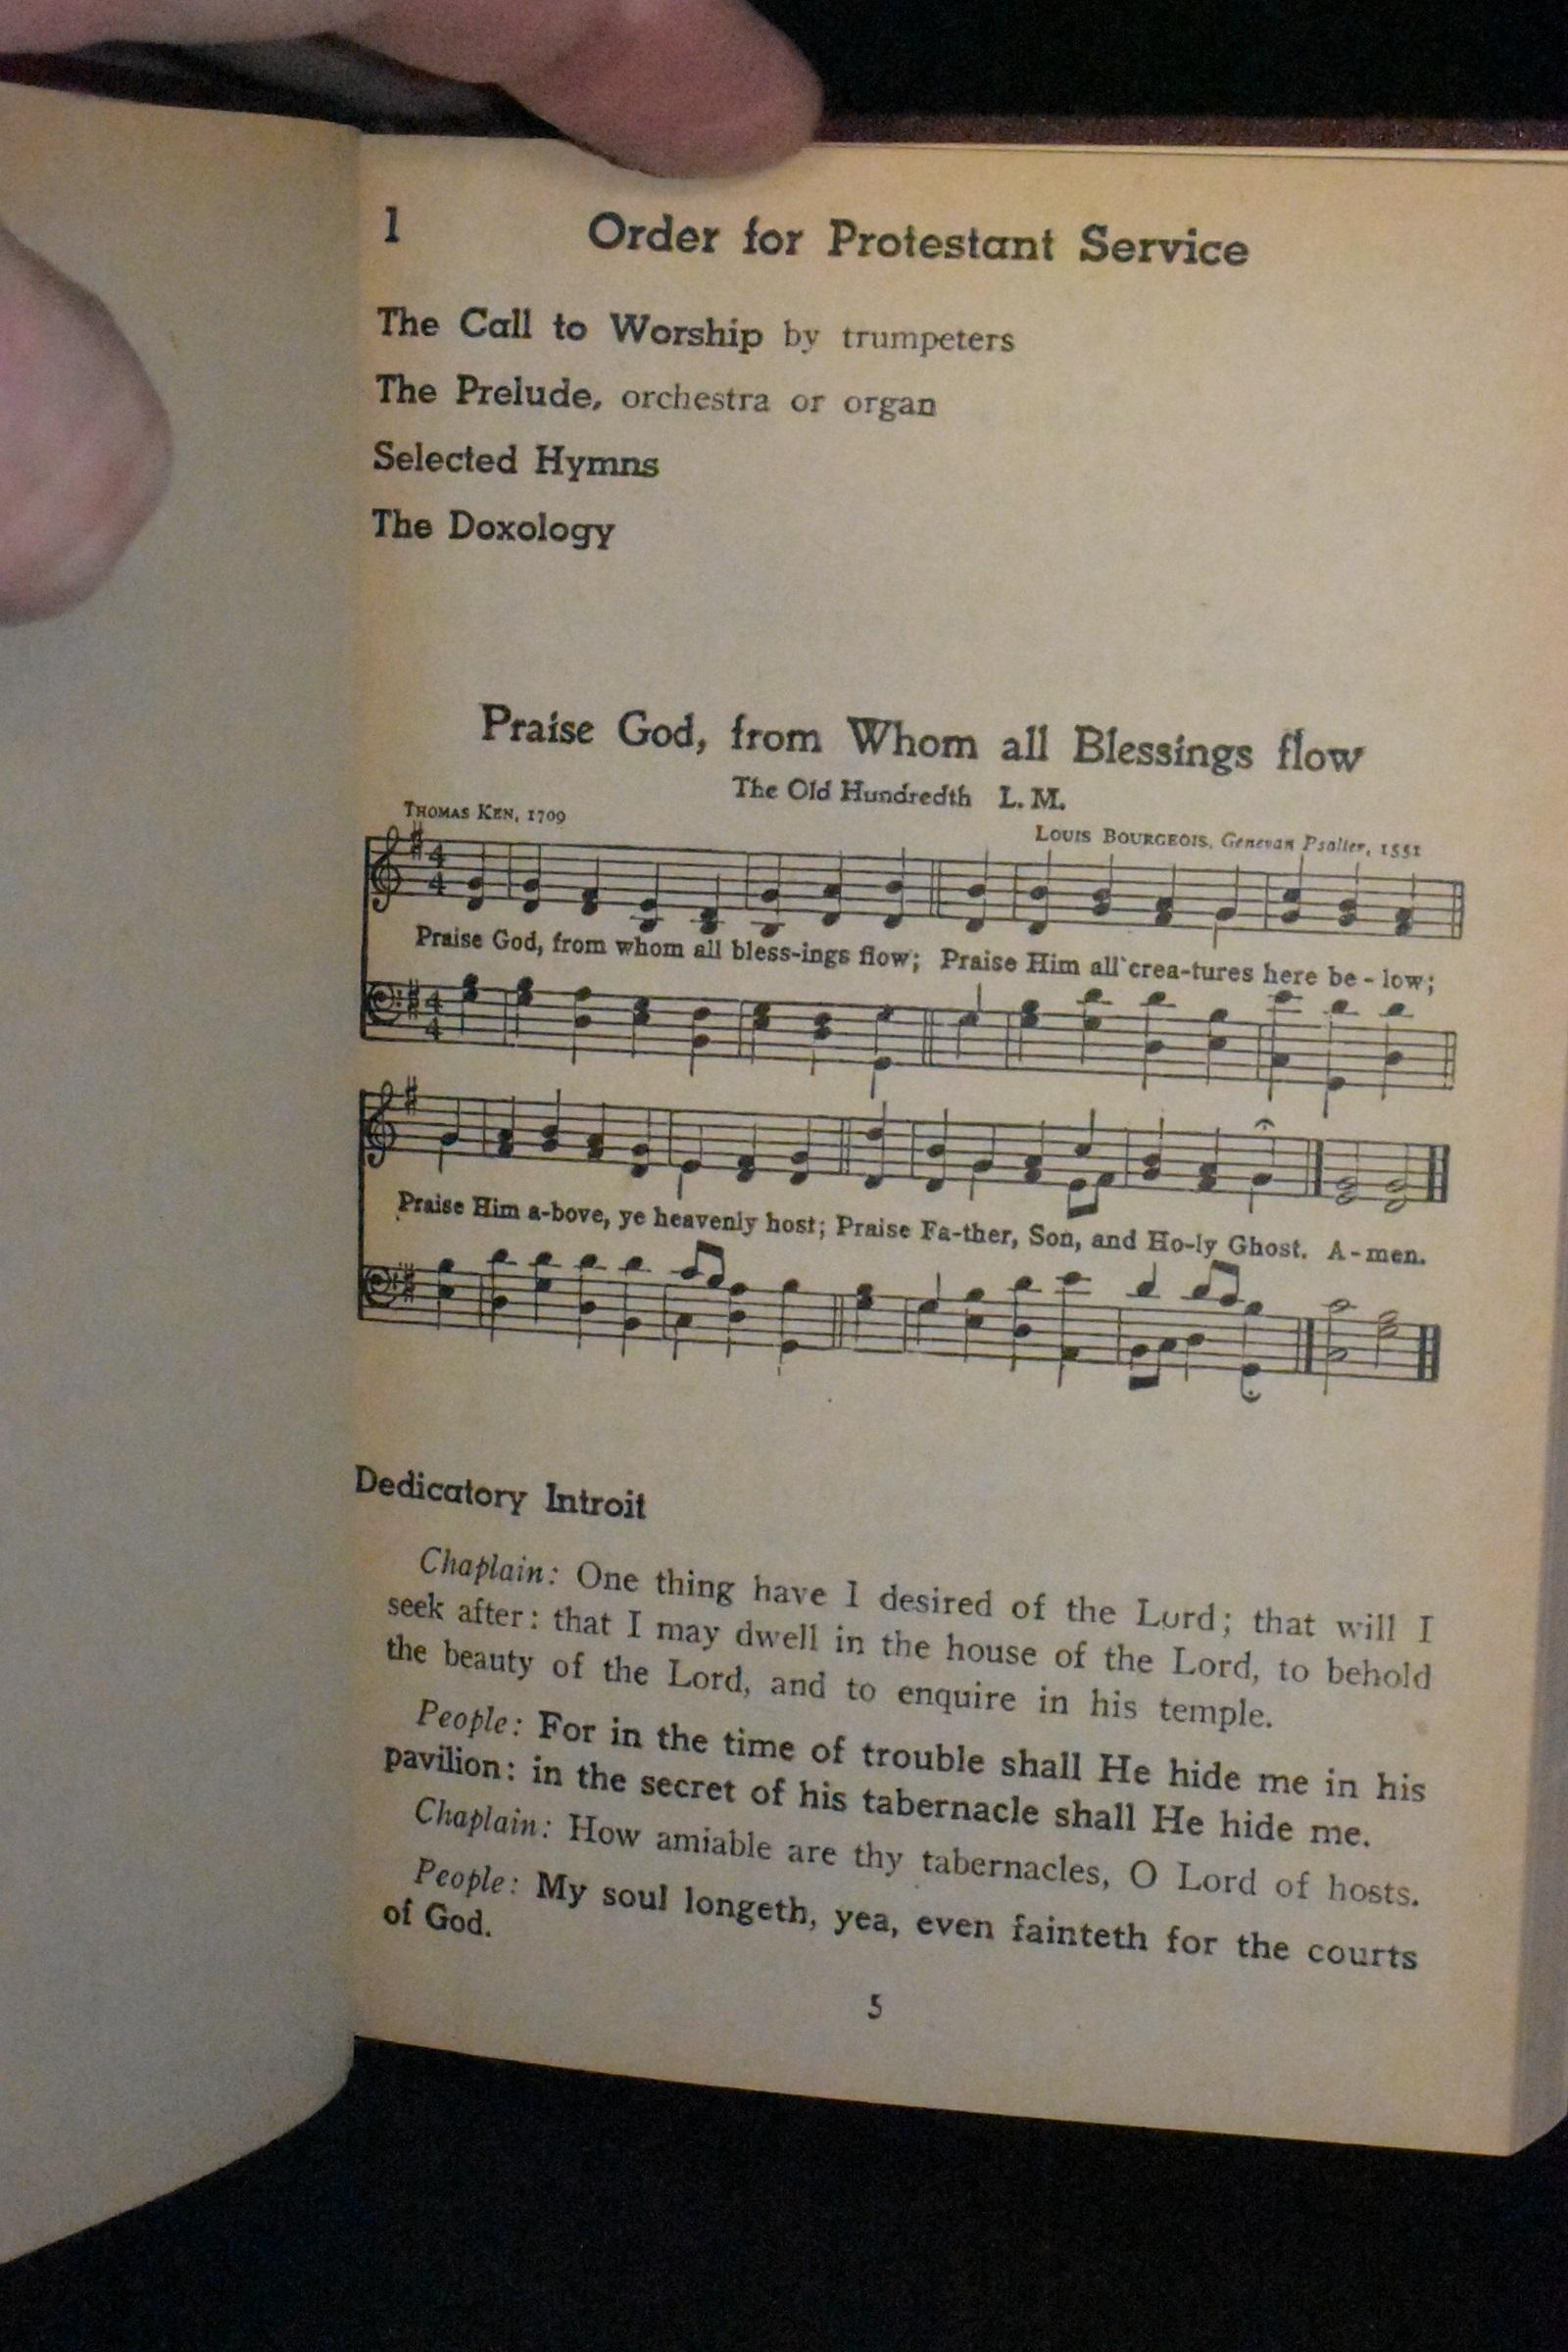 1 Order for Protestant Service
The Call to Worship by trumpeters
The Prelude, orchestra or organ
Selected Hymns
The Doxology
Praise God, from Whom all Blessings flow
The Old Hundredth L. M.
THOMAS KEN, 1709
LOUIS BOURGEOIS, Genevan Psalter, 1551
4
4
Praise God, from whom all bless-ings flow; Praise Him all crea-tures here be-low;
4
4
Praise Him a-bove, ye heavenly host; Praise Fa-ther, Son, and Ho-ly Ghost. A-men.
Dedicatory Introit
Chaplain: One thing have I desired of the Lord; that will I
seek after: that I may dwell in the house of the Lord, to behold
the beauty of the Lord, and to enquire in his temple.
People: For in the time of trouble shall He hide me in his
pavilion: in the secret of his tabernacle shall He hide me.
Chaplain: How amiable are thy tabernacles, O Lord of hosts.
People: My soul longeth, yea, even fainteth for the courts
of God.
5